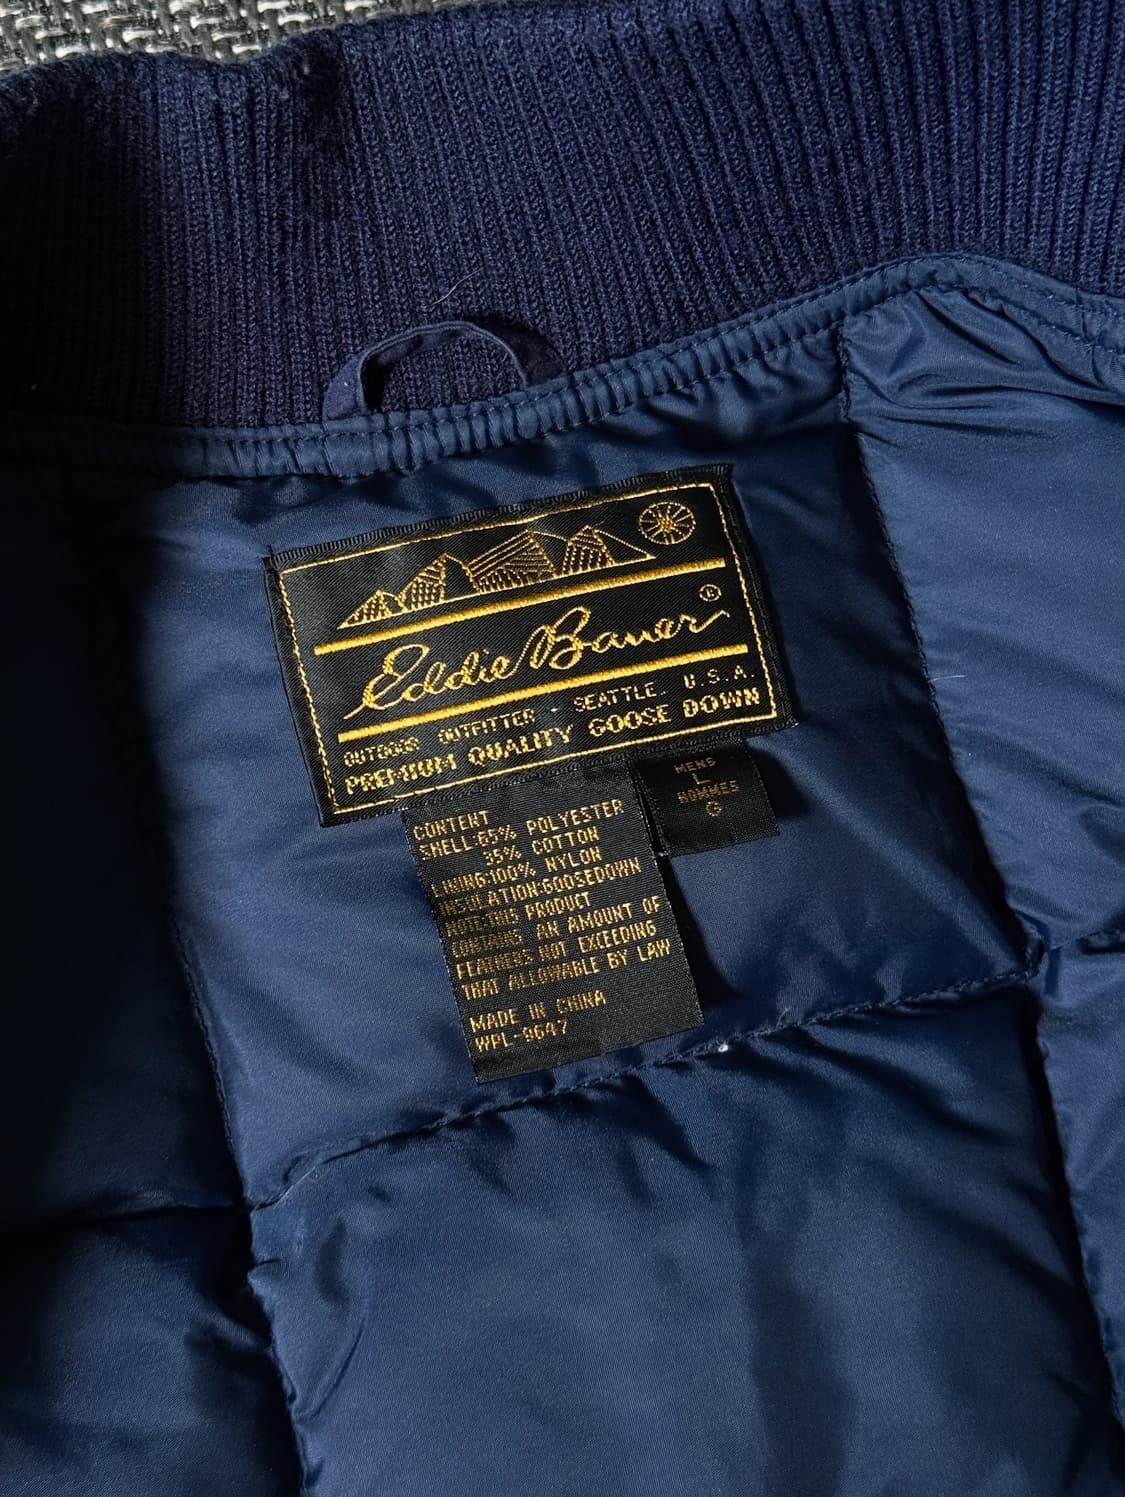 Eddie Bauer®
OUTDOOR OUTFITTER - SEATTLE, U.S.A.
PREMIUM QUALITY GOOSE DOWN
MENS
L
HOMMES
G
CONTENT
SHELL:65% POLYESTER
35% COTTON
LINING:100% NYLON
INSULATION:GOOSEDOWN
NOTE:THIS PRODUCT
CONTAINS AN AMOUNT OF
FEATHERS NOT EXCEEDING
THAT ALLOWABLE BY LAW
MADE IN CHINA
WPL-9647